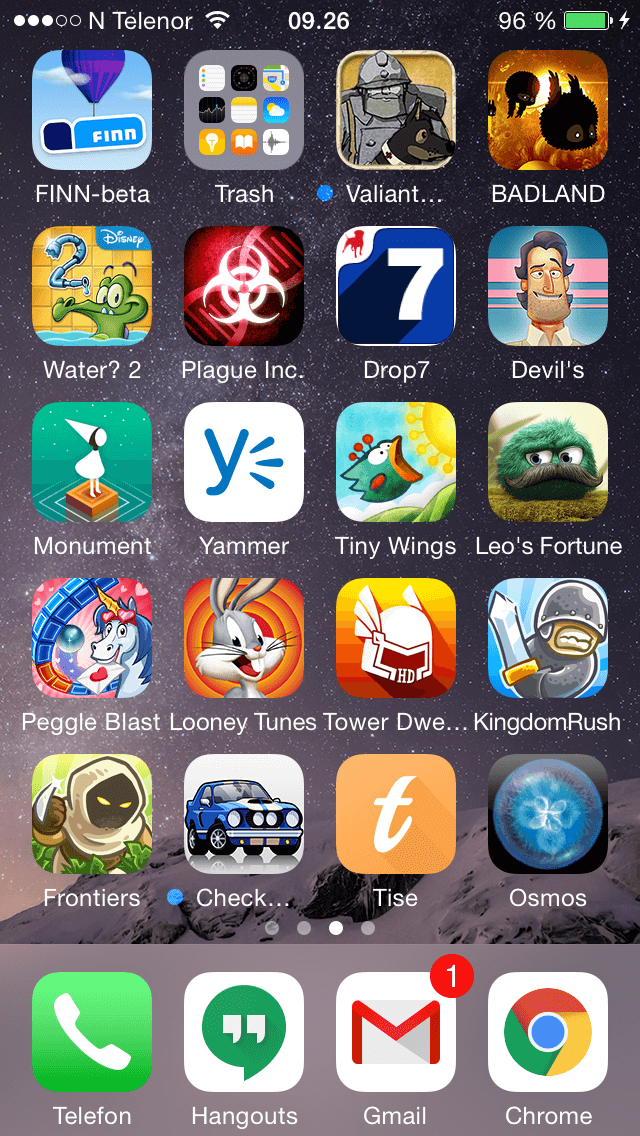 N Telenor 09.26 96 %
FINN
FINN-beta Trash Valiant... BADLAND
Disney
2 7
Water? 2 Plague Inc. Drop7 Devil's
y
Monument Yammer Tiny Wings Leo's Fortune
HD
Peggle Blast Looney Tunes Tower Dwe... KingdomRush
t
Frontiers Check... Tise Osmos
1
Telefon Hangouts Gmail Chrome